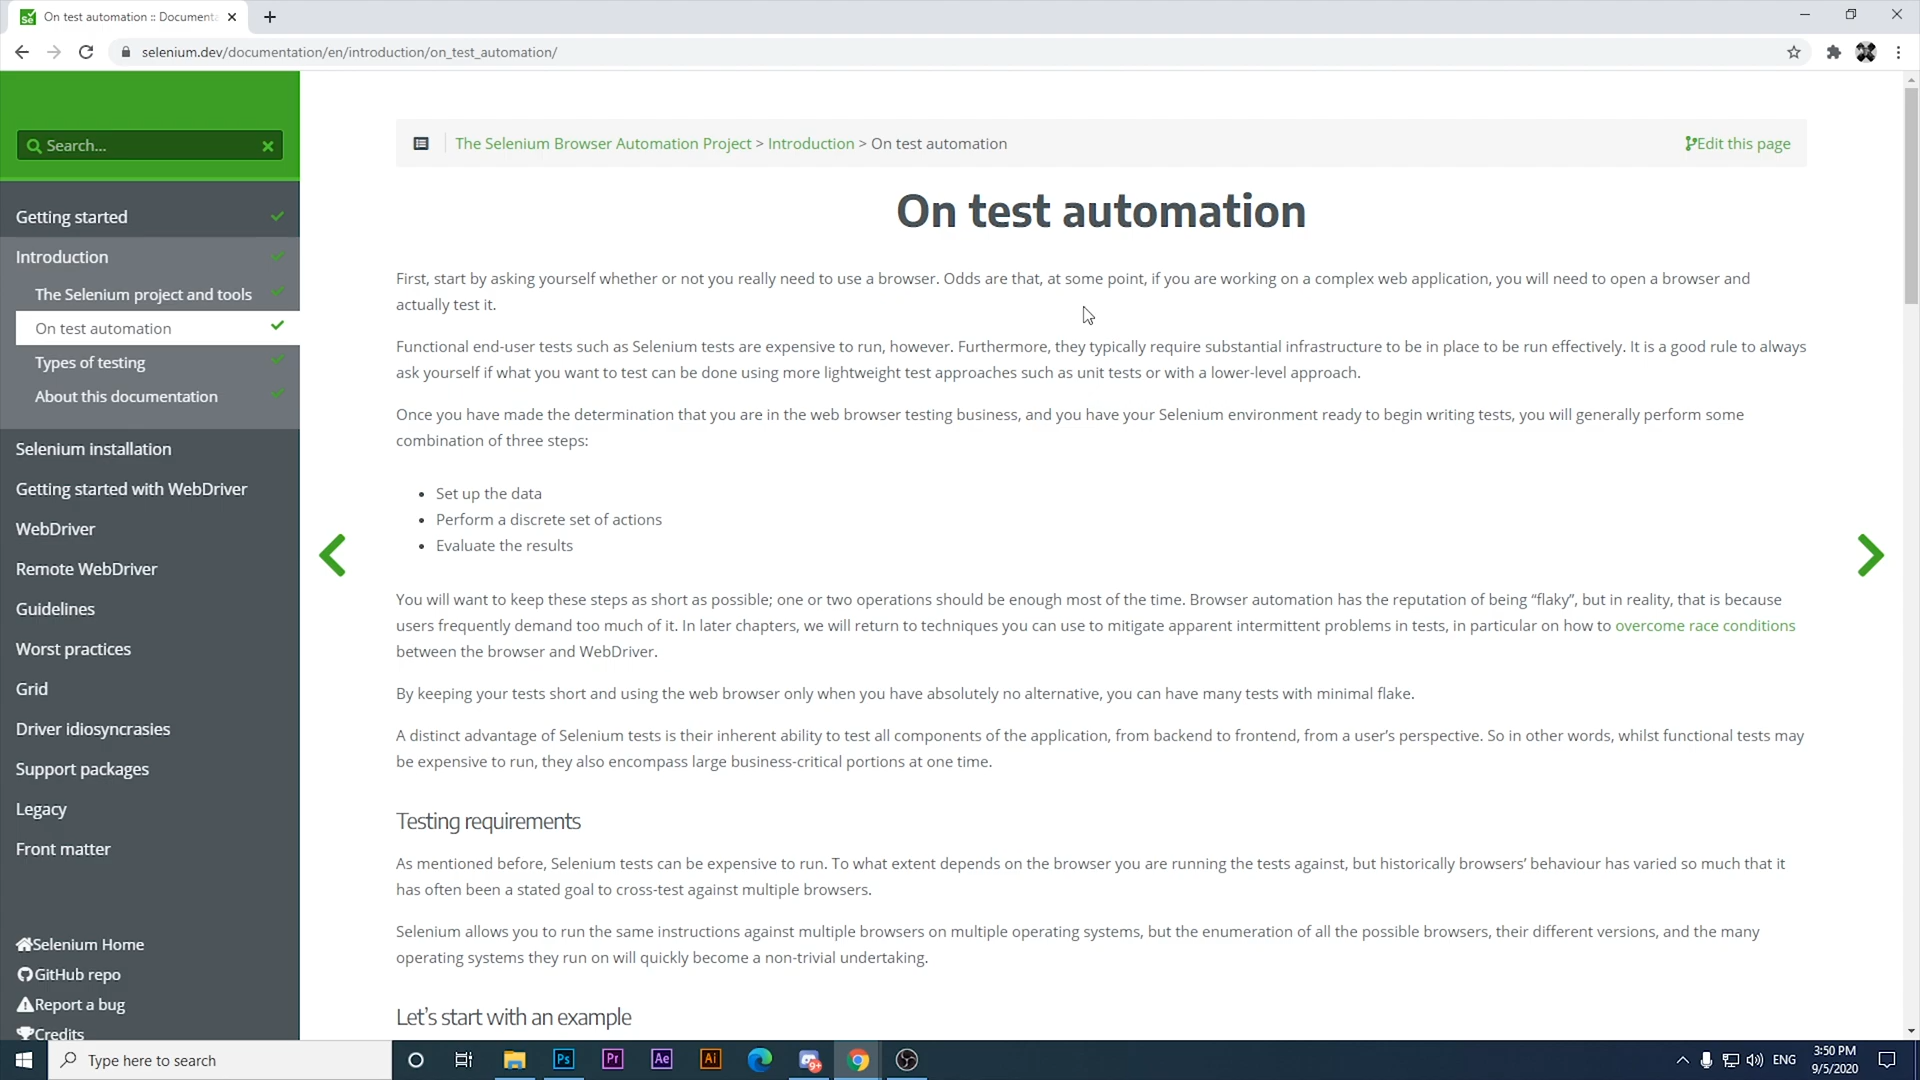 On test automation :: Documenta
selenium.dev/documentation/en/introduction/on_test_automation/
Search...
Getting started
Introduction
The Selenium project and tools
On test automation
Types of testing
About this documentation
Selenium installation
Getting started with WebDriver
WebDriver
Remote WebDriver
Guidelines
Worst practices
Grid
Driver idiosyncrasies
Support packages
Legacy
Front matter
Selenium Home
GitHub repo
Report a bug
Credits
The Selenium Browser Automation Project > Introduction > On test automation
Edit this page
On test automation
First, start by asking yourself whether or not you really need to use a browser. Odds are that, at some point, if you are working on a complex web application, you will need to open a browser and
actually test it.
Functional end-user tests such as Selenium tests are expensive to run, however. Furthermore, they typically require substantial infrastructure to be in place to be run effectively. It is a good rule to always
ask yourself if what you want to test can be done using more lightweight test approaches such as unit tests or with a lower-level approach.
Once you have made the determination that you are in the web browser testing business, and you have your Selenium environment ready to begin writing tests, you will generally perform some
combination of three steps:
• Set up the data
• Perform a discrete set of actions
• Evaluate the results
You will want to keep these steps as short as possible; one or two operations should be enough most of the time. Browser automation has the reputation of being “flaky”, but in reality, that is because
users frequently demand too much of it. In later chapters, we will return to techniques you can use to mitigate apparent intermittent problems in tests, in particular on how to overcome race conditions
between the browser and WebDriver.
By keeping your tests short and using the web browser only when you have absolutely no alternative, you can have many tests with minimal flake.
A distinct advantage of Selenium tests is their inherent ability to test all components of the application, from backend to frontend, from a user’s perspective. So in other words, whilst functional tests may
be expensive to run, they also encompass large business-critical portions at one time.
Testing requirements
As mentioned before, Selenium tests can be expensive to run. To what extent depends on the browser you are running the tests against, but historically browsers’ behaviour has varied so much that it
has often been a stated goal to cross-test against multiple browsers.
Selenium allows you to run the same instructions against multiple browsers on multiple operating systems, but the enumeration of all the possible browsers, their different versions, and the many
operating systems they run on will quickly become a non-trivial undertaking.
Let’s start with an example
Type here to search
Ps
Pr
Ae
Ai
9+
ENG
3:50 PM
9/5/2020